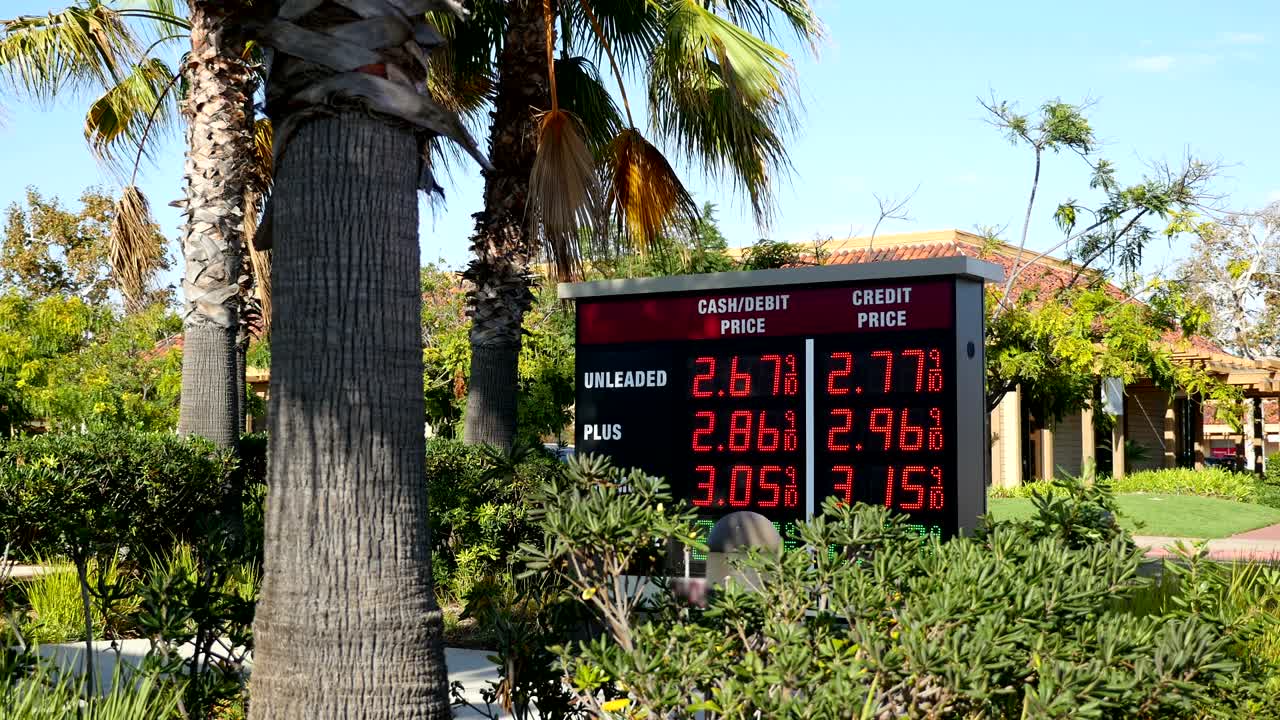 CASH/DEBIT PRICE
CREDIT PRICE
UNLEADED 2.67 9/10 2.77 9/10
PLUS 2.86 9/10 2.96 9/10
3.05 9/10 3.15 9/10